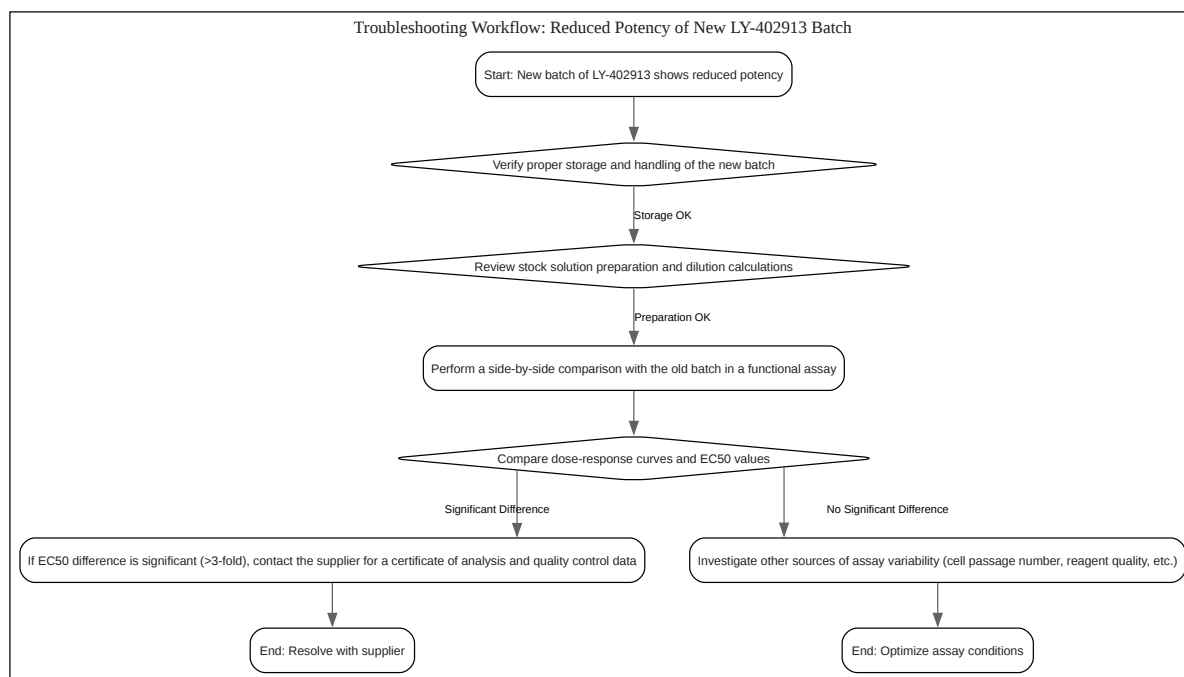 Troubleshooting Workflow: Reduced Potency of New LY-402913 Batch
Start: New batch of LY-402913 shows reduced potency
Verify proper storage and handling of the new batch
Storage OK
Review stock solution preparation and dilution calculations
Preparation OK
Perform a side-by-side comparison with the old batch in a functional assay
Compare dose-response curves and EC50 values
Significant Difference
No Significant Difference
If EC50 difference is significant (>3-fold), contact the supplier for a certificate of analysis and quality control data
Investigate other sources of assay variability (cell passage number, reagent quality, etc.)
End: Resolve with supplier
End: Optimize assay conditions